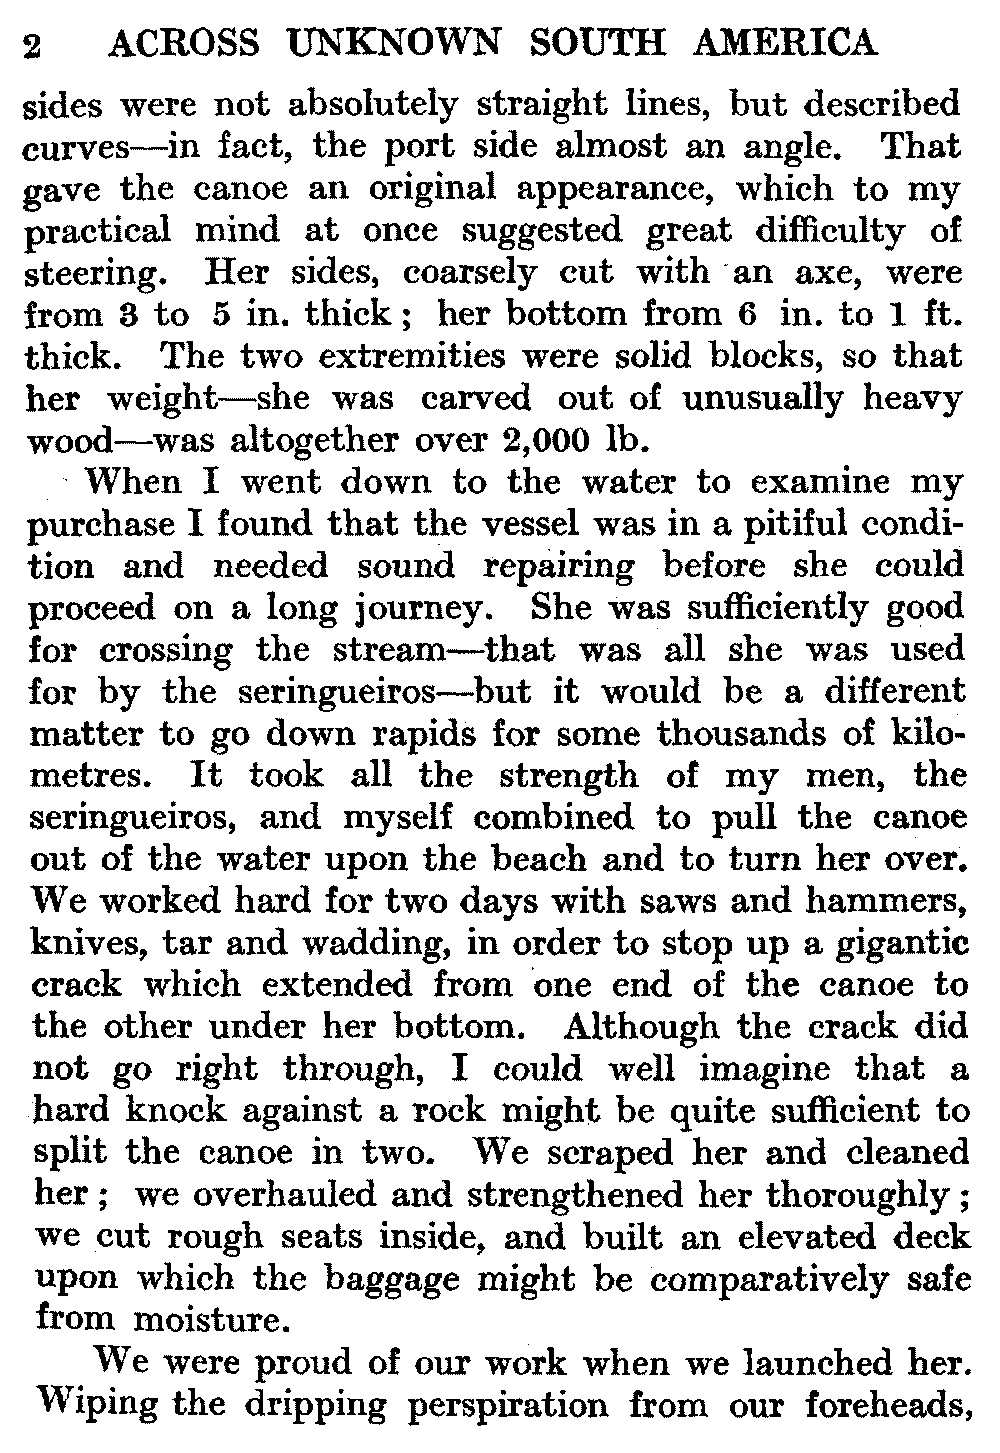 2 ACROSS UNKNOWN SOUTH AMERICA
sides were not absolutely straight lines, but described
curves—in fact, the port side almost an angle. That
gave the canoe an original appearance, which to my
practical mind at once suggested great difficulty of
steering. Her sides, coarsely cut with an axe, were
from 3 to 5 in. thick; her bottom from 6 in. to 1 ft.
thick. The two extremities were solid blocks, so that
her weight—she was carved out of unusually heavy
wood—was altogether over 2,000 lb.
When I went down to the water to examine my
purchase I found that the vessel was in a pitiful condi-
tion and needed sound repairing before she could
proceed on a long journey. She was sufficiently good
for crossing the stream—that was all she was used
for by the seringueiros—but it would be a different
matter to go down rapids for some thousands of kilo-
metres. It took all the strength of my men, the
seringueiros, and myself combined to pull the canoe
out of the water upon the beach and to turn her over.
We worked hard for two days with saws and hammers,
knives, tar and wadding, in order to stop up a gigantic
crack which extended from one end of the canoe to
the other under her bottom. Although the crack did
not go right through, I could well imagine that a
hard knock against a rock might be quite sufficient to
split the canoe in two. We scraped her and cleaned
her; we overhauled and strengthened her thoroughly;
we cut rough seats inside, and built an elevated deck
upon which the baggage might be comparatively safe
from moisture.
We were proud of our work when we launched her.
Wiping the dripping perspiration from our foreheads,